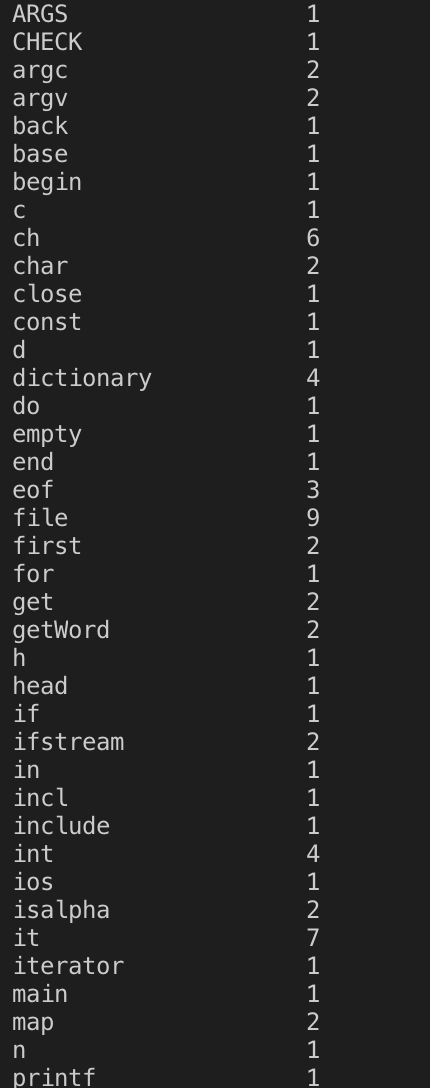 ARGS 1
CHECK 1
argc 2
argv 2
back 1
base 1
begin 1
c 1
ch 6
char 2
close 1
const 1
d 1
dictionary 4
do 1
empty 1
end 1
eof 3
file 9
first 2
for 1
get 2
getWord 2
h 1
head 1
if 1
ifstream 2
in 1
incl 1
include 1
int 4
ios 1
isalpha 2
it 7
iterator 1
main 1
map 2
n 1
printf 1